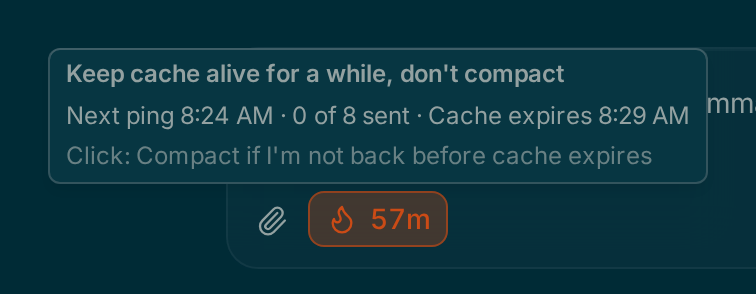 Keep cache alive for a while, don't compact
Next ping 8:24 AM · 0 of 8 sent · Cache expires 8:29 AM
Click: Compact if I'm not back before cache expires
57m